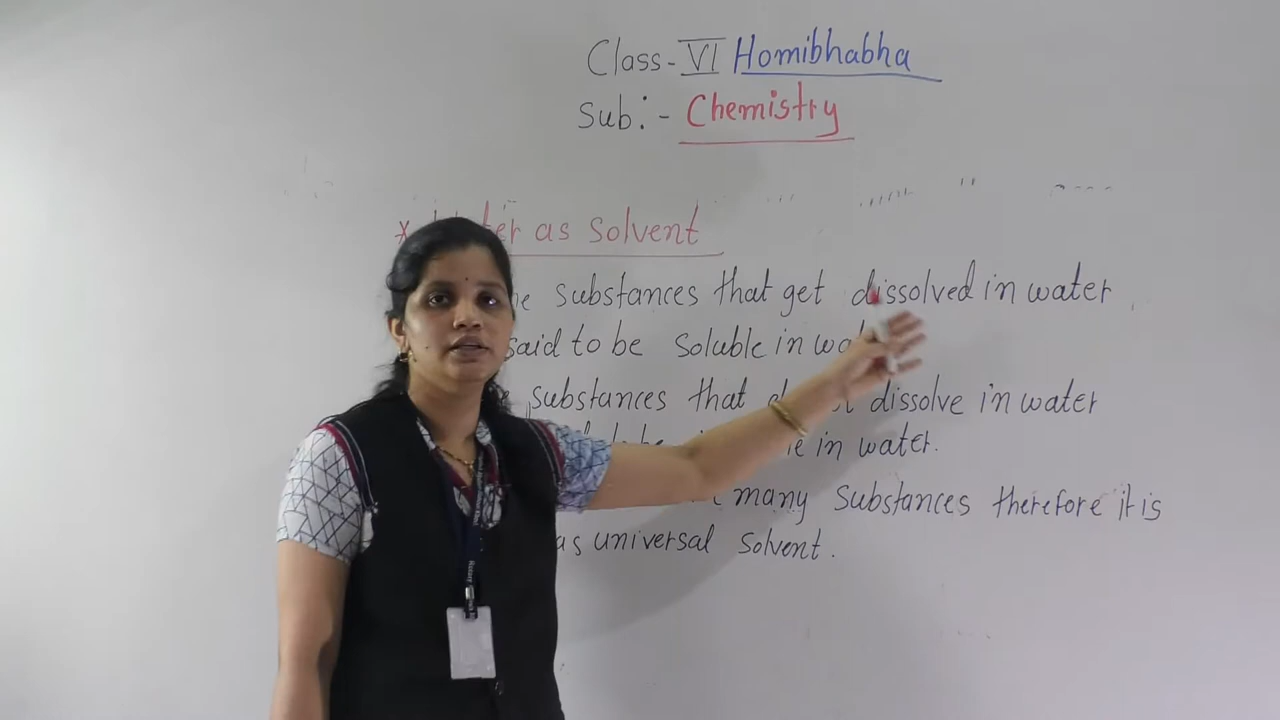 Class-VI Homibhabha
Sub:- Chemistry
* as solvent
substances that get dissolved in water
said to be soluble in
substances that dissolve in water
in water.
many substances therefore it is
as universal solvent.